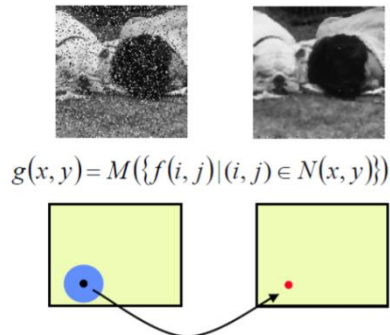 g(x, y) = M({f(i, j)|(i, j) ∈ N(x, y)})